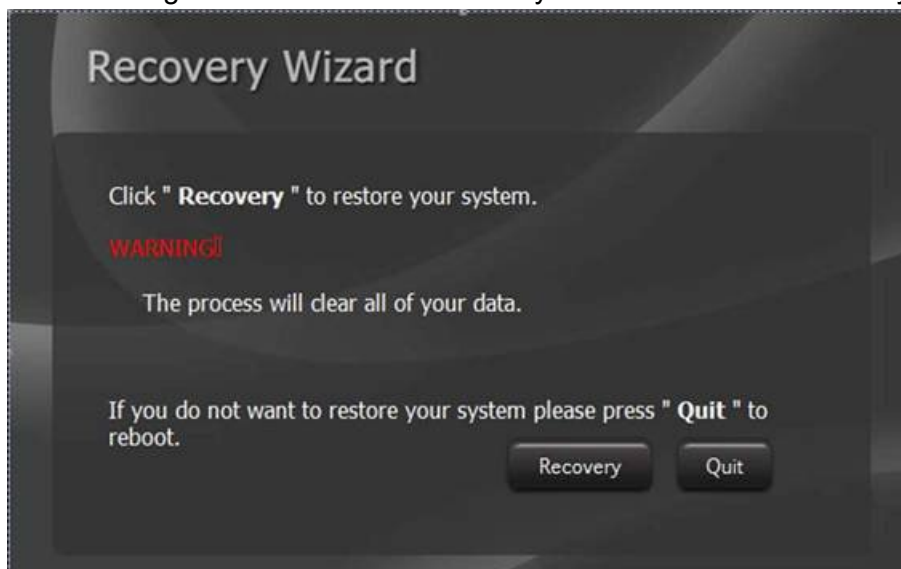 Recovery Wizard
Click " Recovery " to restore your system.
WARNING
The process will clear all of your data.
If you do not want to restore your system please press " Quit " to
reboot.
Recovery Quit